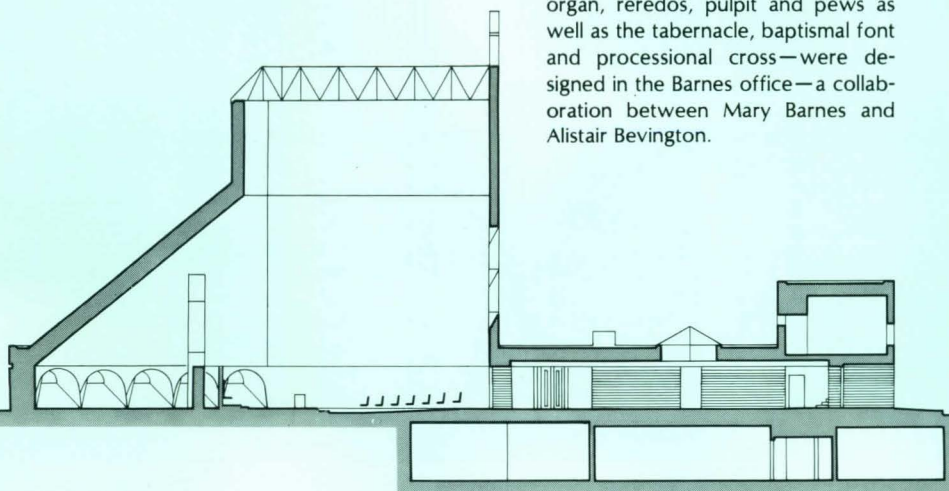 organ, reredos, pulpit and pews as
well as the tabernacle, baptismal font
and processional cross—were de-
signed in the Barnes office—a collab-
oration between Mary Barnes and
Alistair Bevington.